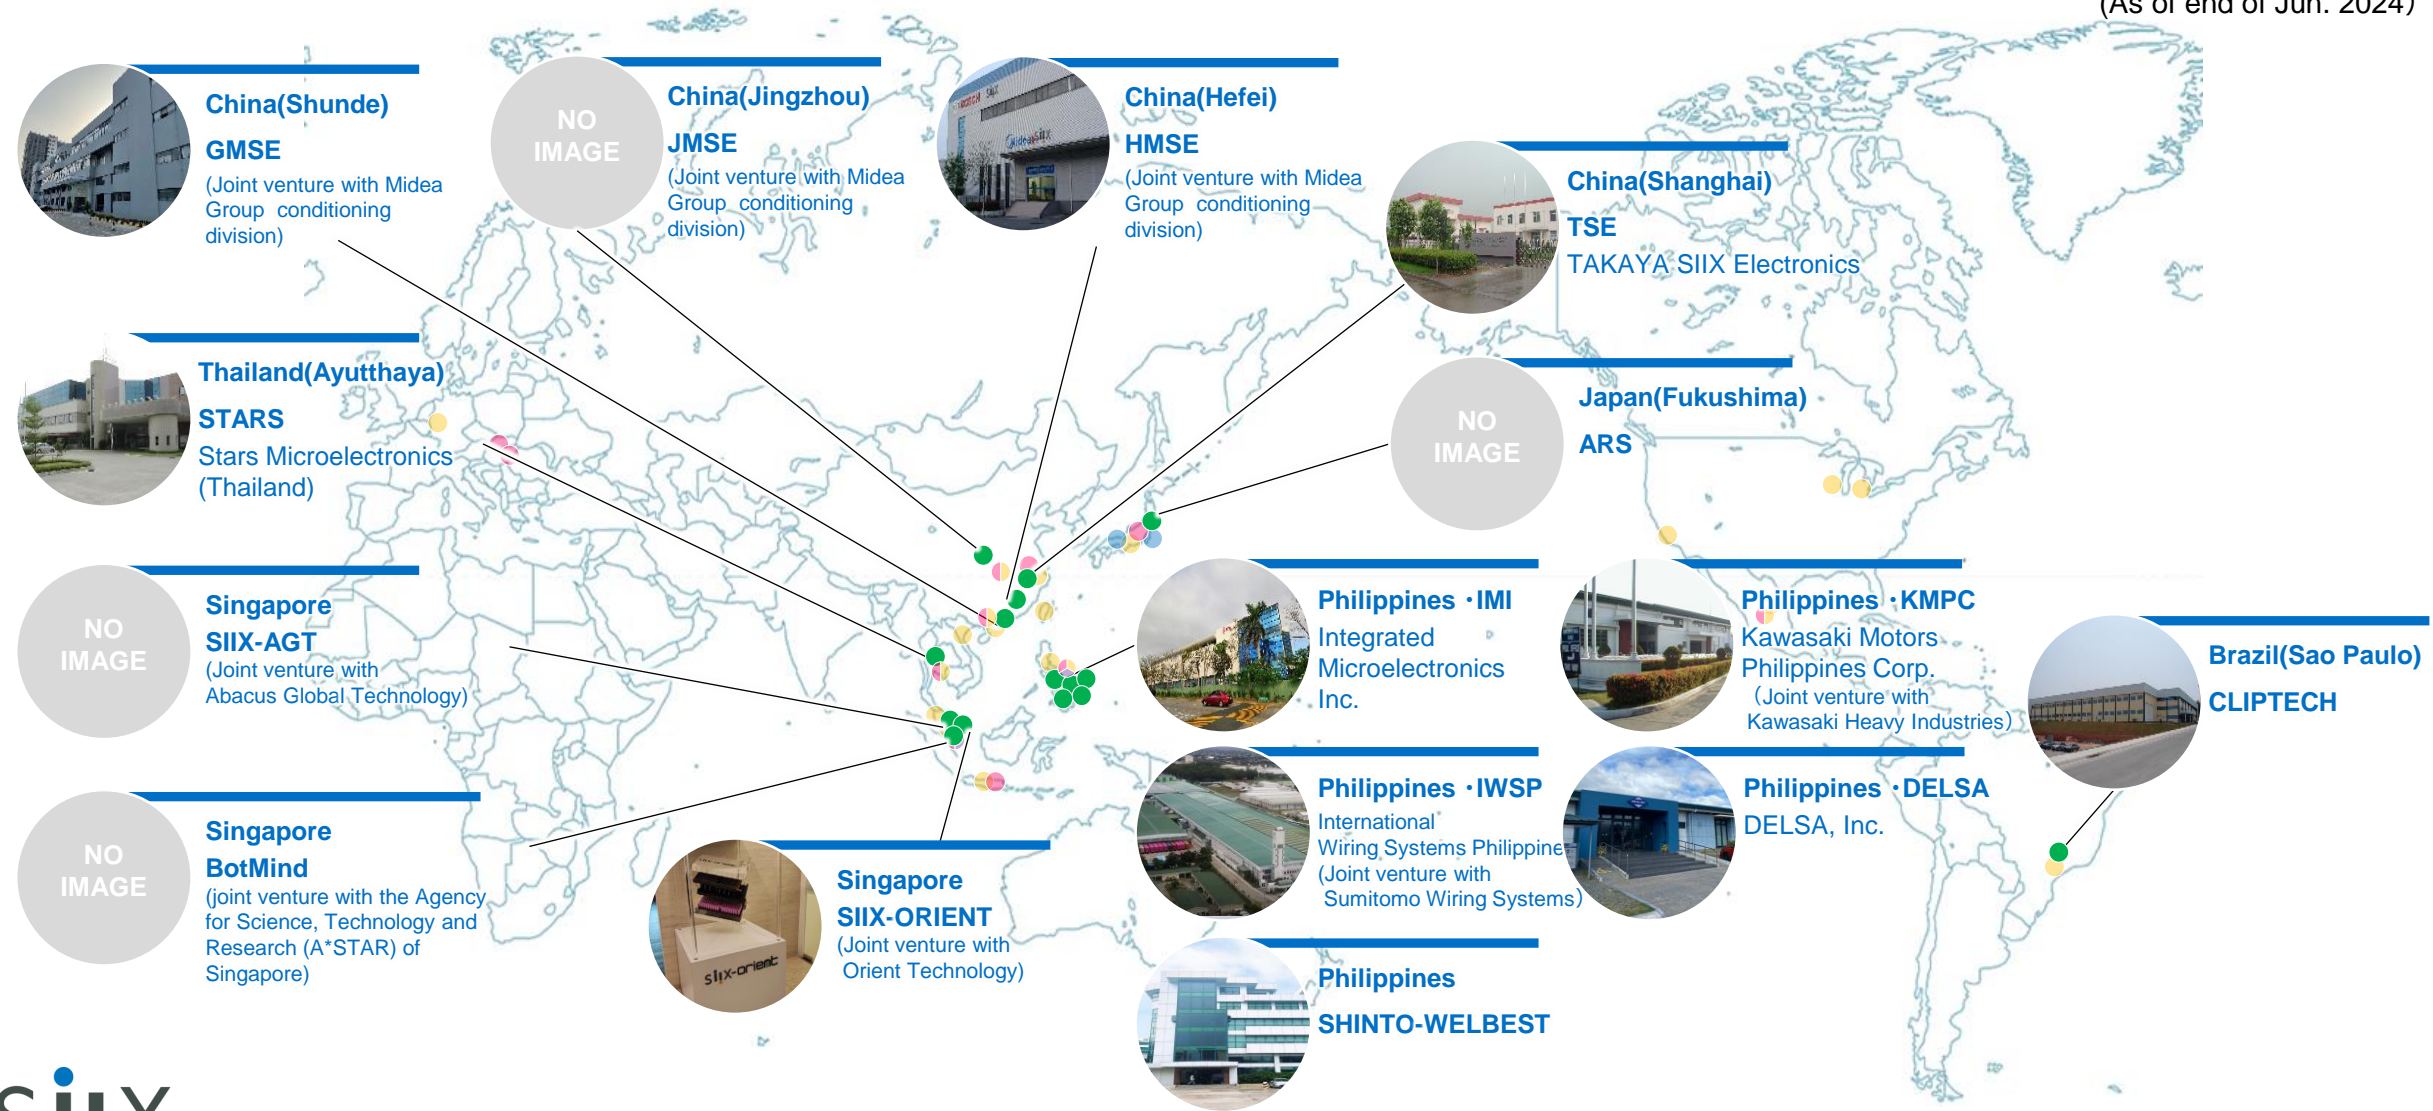 (As of end of Jun. 2024)
China(Shunde)
GMSE
(Joint venture with Midea
Group conditioning
division)
NO
IMAGE
China(Jingzhou)
JMSE
(Joint venture with Midea
Group conditioning
division)
China(Hefei)
HMSE
(Joint venture with Midea
Group conditioning
division)
China(Shanghai)
TSE
TAKAYA SIIX Electronics
Thailand(Ayutthaya)
STARS
Stars Microelectronics
(Thailand)
NO
IMAGE
Japan(Fukushima)
ARS
NO
IMAGE
Singapore
SIIX-AGT
(Joint venture with
Abacus Global Technology)
Philippines ・IMI
Integrated
Microelectronics
Inc.
Philippines ・KMPC
Kawasaki Motors
Philippines Corp.
（Joint venture with
Kawasaki Heavy Industries）
Brazil(Sao Paulo)
CLIPTECH
NO
IMAGE
Singapore
BotMind
(joint venture with the Agency
for Science, Technology and
Research (A*STAR) of
Singapore)
siix-orient
Singapore
SIIX-ORIENT
(Joint venture with
Orient Technology)
Philippines ・IWSP
International
Wiring Systems Philippine
(Joint venture with
Sumitomo Wiring Systems）
Philippines ・DELSA
DELSA, Inc.
Philippines
SHINTO-WELBEST
siix